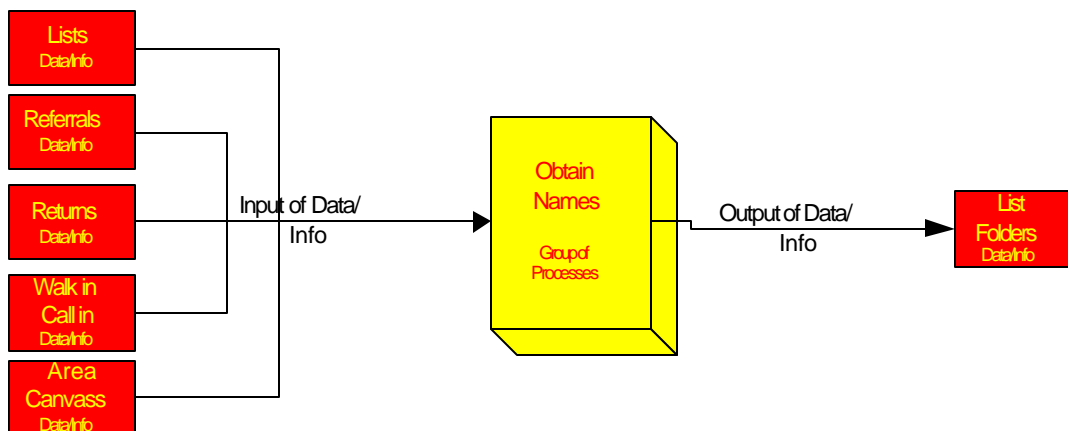 Lists
Data/Info
Referrals
Data/Info
Returns
Data/Info
Walk in
Call in
Data/Info
Area
Canvass
Data/Info
Input of Data/
Info
Obtain
Names
Group of
Processes
Output of Data/
Info
List
Folders
Data/Info